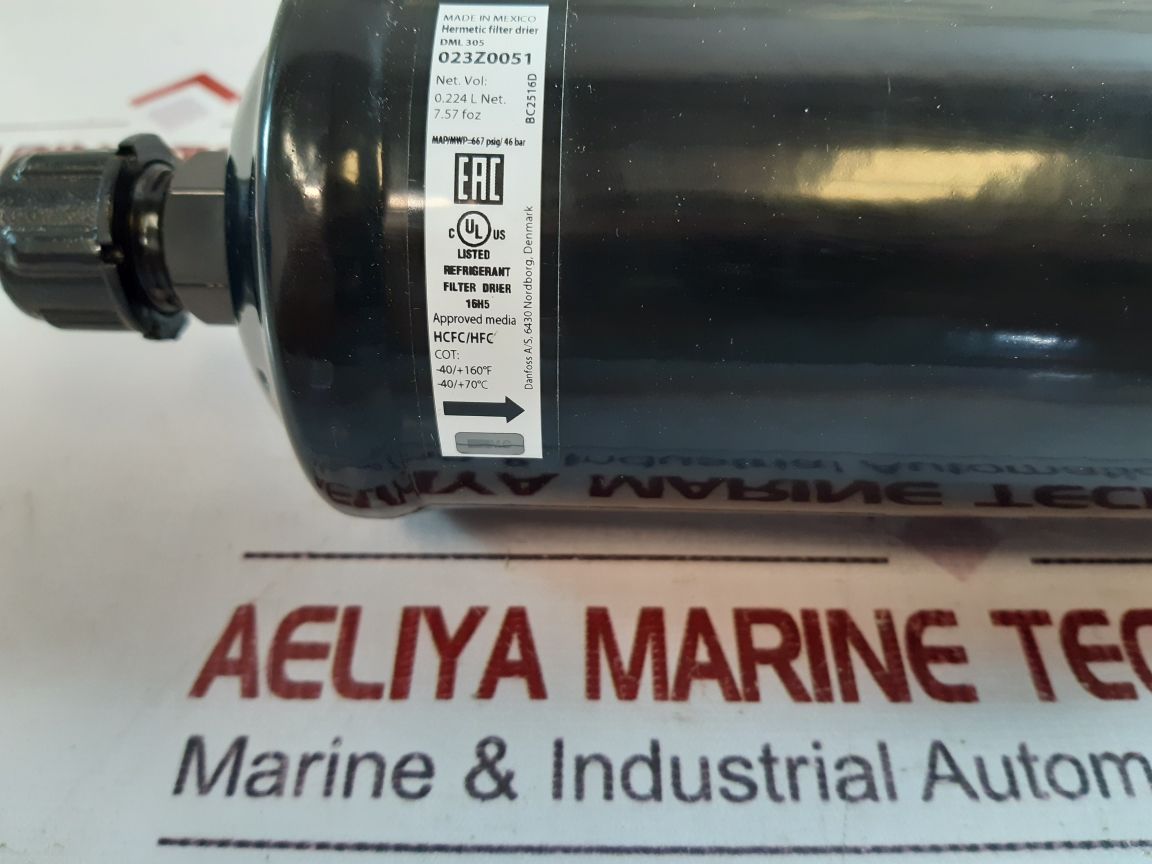 MADE IN MEXICO
Hermetic filter drier
DML 305
023Z0051
Net. Vol:
0.224 L Net.
7.57 foz
BC2516D
MAP/MWP=667 psig/ 46 bar
EAC
C UL US
LISTED
REFRIGERANT
FILTER DRIER
16H5
Approved media
HCFC/HFC
COT:
-40/+160°F
-40/+70°C
Danfoss A/S, 6430 Nordborg, Denmark
AELIYA MARINE TEC
Marine & Industrial Autom